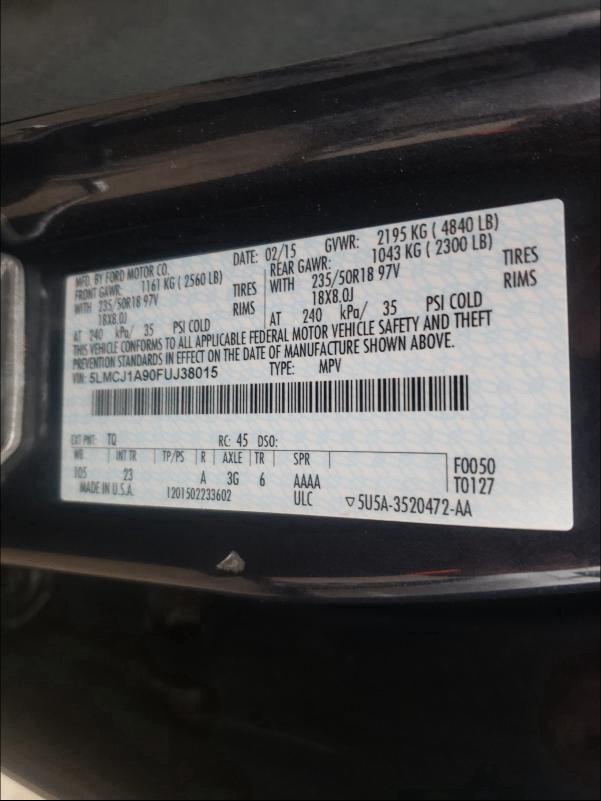 MFD. BY FORD MOTOR CO.
DATE: 02/15 GVWR: 2195 KG ( 4840 LB)
FRONT GAWR: 1161 KG ( 2560 LB)
REAR GAWR: 1043 KG ( 2300 LB)
WITH 235/50R18 97V TIRES
WITH 235/50R18 97V TIRES
18X8.0J RIMS
18X8.0J RIMS
AT 240 kPa/ 35 PSI COLD
AT 240 kPa/ 35 PSI COLD
THIS VEHICLE CONFORMS TO ALL APPLICABLE FEDERAL MOTOR VEHICLE SAFETY AND THEFT
PREVENTION STANDARDS IN EFFECT ON THE DATE OF MANUFACTURE SHOWN ABOVE.
VIN: 5LMCJ1A90FUJ38015 TYPE: MPV
EXT PNT: TQ RC: 45 DSO:
WB INT TR TP/PS R AXLE TR SPR
105 23 A 3G 6 AAAA
F0050
T0127
MADE IN U.S.A. 1201502233602 ULC ▽5U5A-3520472-AA